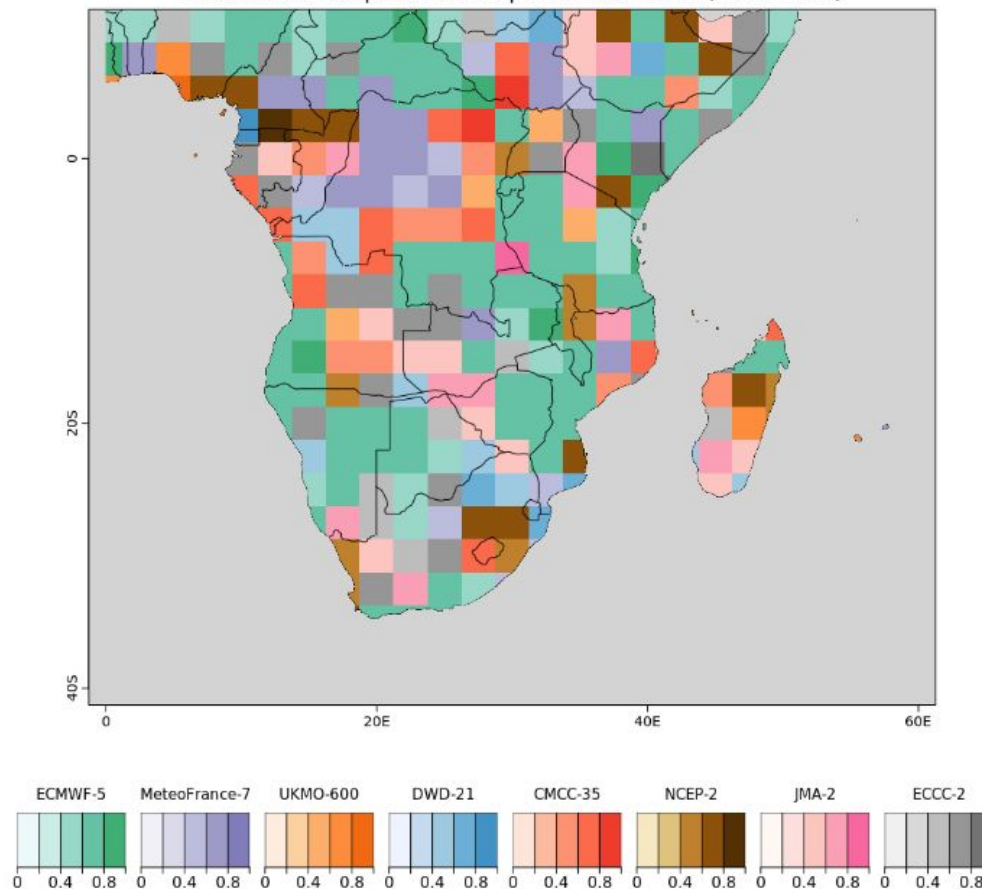 0
20S
40S
0 20E 40E 60E
ECMWF-5 MeteoFrance-7 UKMO-600 DWD-21 CMCC-35 NCEP-2 JMA-2 ECCC-2
0 0.4 0.8 0 0.4 0.8 0 0.4 0.8 0 0.4 0.8 0 0.4 0.8 0 0.4 0.8 0 0.4 0.8 0 0.4 0.8